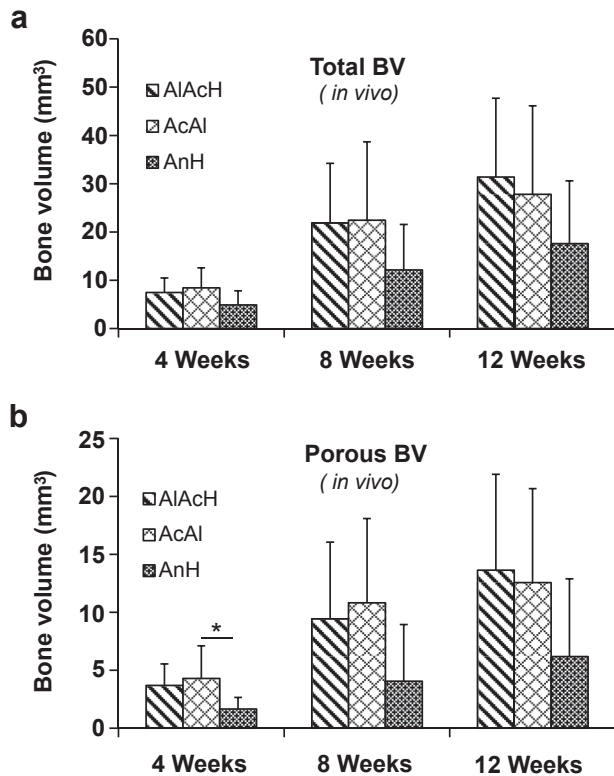 a
60
50
40
30
20
10
0
Bone volume (mm³)
Total BV
( in vivo)
AlAcH
AcAl
AnH
4 Weeks 8 Weeks 12 Weeks
b
25
20
15
10
5
0
Bone volume (mm³)
Porous BV
( in vivo)
AlAcH
AcAl
AnH
*
4 Weeks 8 Weeks 12 Weeks